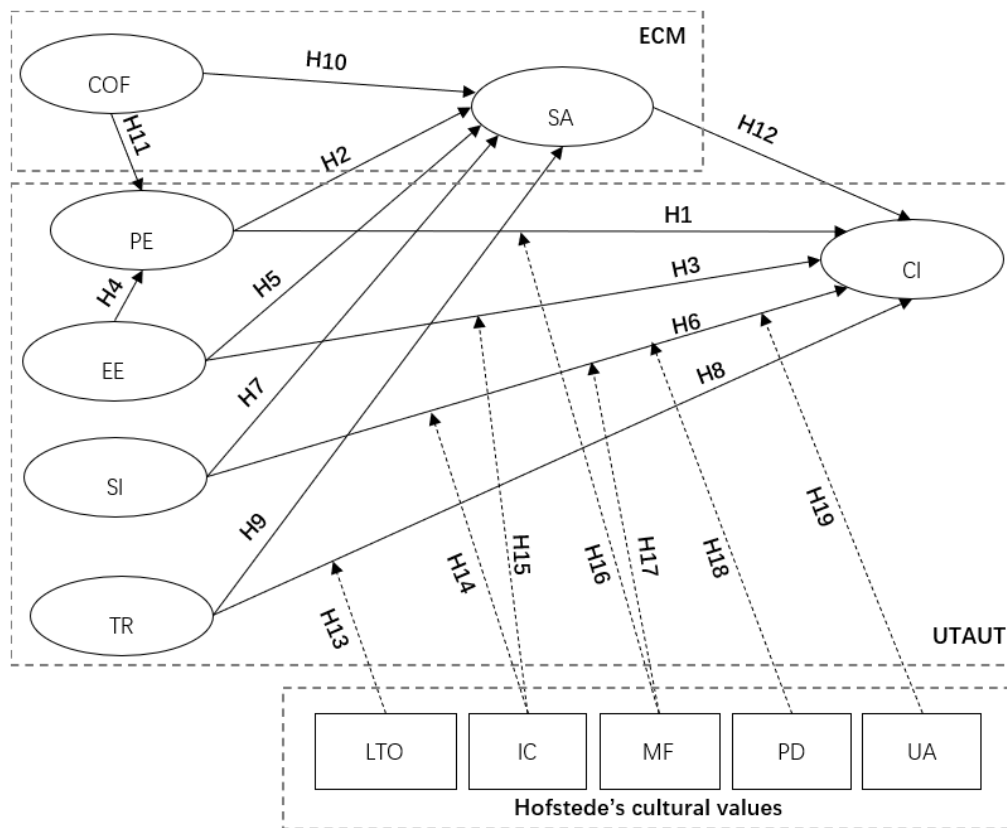 ECM
COF
H10
SA
H11
H12
H2
PE
H1
CI
H4
H5
H3
EE
H6
H7
H8
SI
H9
H19
H15
H14
H16
H17
H18
TR
H13
UTAUT
LTO
IC
MF
PD
UA
Hofstede’s cultural values